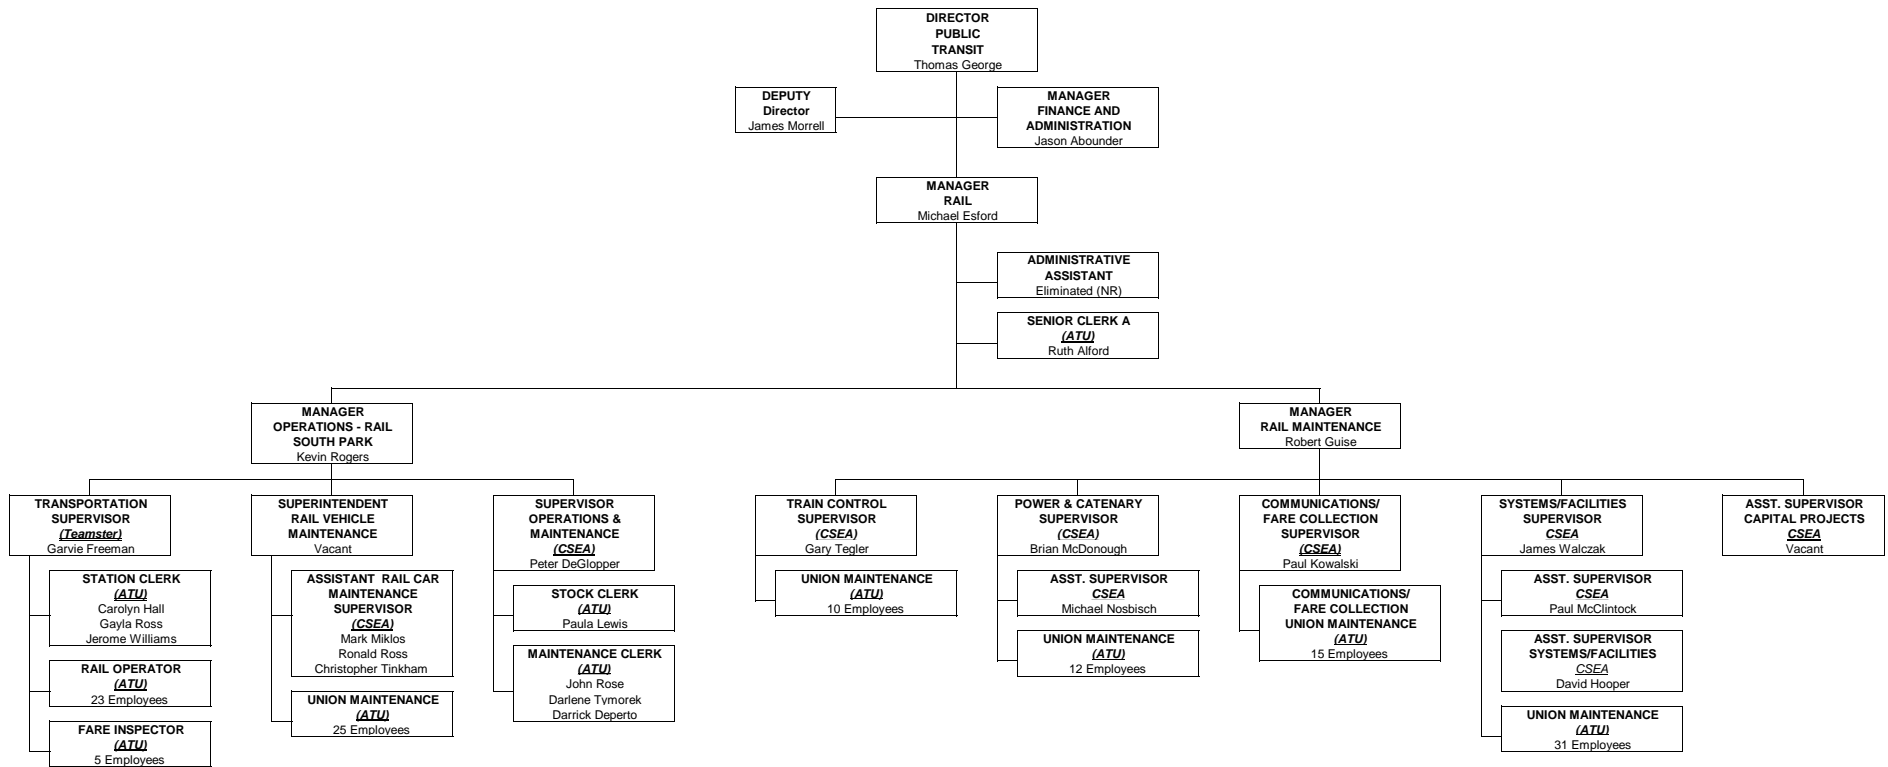 DIRECTOR
PUBLIC
TRANSIT
Thomas George
DEPUTY
Director
James Morrell
MANAGER
FINANCE AND
ADMINISTRATION
Jason Abounder
MANAGER
RAIL
Michael Esford
ADMINISTRATIVE
ASSISTANT
Eliminated (NR)
SENIOR CLERK A
(ATU)
Ruth Alford
MANAGER
OPERATIONS - RAIL
SOUTH PARK
Kevin Rogers
MANAGER
RAIL MAINTENANCE
Robert Guise
TRANSPORTATION
SUPERVISOR
(Teamster)
Garvie Freeman
STATION CLERK
(ATU)
Carolyn Hall
Gayla Ross
Jerome Williams
RAIL OPERATOR
(ATU)
23 Employees
FARE INSPECTOR
(ATU)
5 Employees
SUPERINTENDENT
RAIL VEHICLE
MAINTENANCE
Vacant
ASSISTANT RAIL CAR
MAINTENANCE
SUPERVISOR
(CSEA)
Mark Miklos
Ronald Ross
Christopher Tinkham
UNION MAINTENANCE
(ATU)
25 Employees
SUPERVISOR
OPERATIONS &
MAINTENANCE
(CSEA)
Peter DeGlopper
STOCK CLERK
(ATU)
Paula Lewis
MAINTENANCE CLERK
(ATU)
John Rose
Darlene Tymorek
Darrick Deperto
TRAIN CONTROL
SUPERVISOR
(CSEA)
Gary Tegler
UNION MAINTENANCE
(ATU)
10 Employees
POWER & CATENARY
SUPERVISOR
(CSEA)
Brian McDonough
ASST. SUPERVISOR
CSEA
Michael Nosbisch
UNION MAINTENANCE
(ATU)
12 Employees
COMMUNICATIONS/
FARE COLLECTION
SUPERVISOR
(CSEA)
Paul Kowalski
COMMUNICATIONS/
FARE COLLECTION
UNION MAINTENANCE
(ATU)
15 Employees
SYSTEMS/FACILITIES
SUPERVISOR
CSEA
James Walczak
ASST. SUPERVISOR
CSEA
Paul McClintock
ASST. SUPERVISOR
SYSTEMS/FACILITIES
CSEA
David Hooper
UNION MAINTENANCE
(ATU)
31 Employees
ASST. SUPERVISOR
CAPITAL PROJECTS
CSEA
Vacant